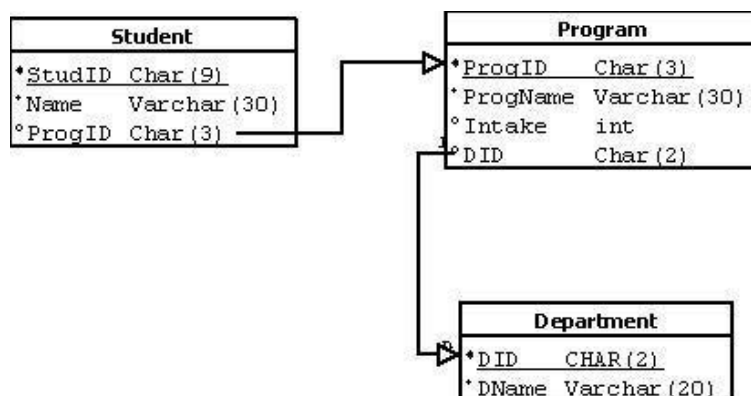 Student
*StudID Char(9)
*Name Varchar(30)
°ProgID Char(3)
Program
*ProgID Char(3)
*ProgName Varchar(30)
°Intake int
°DID Char(2)
Department
*DID CHAR(2)
*DName Varchar(20)